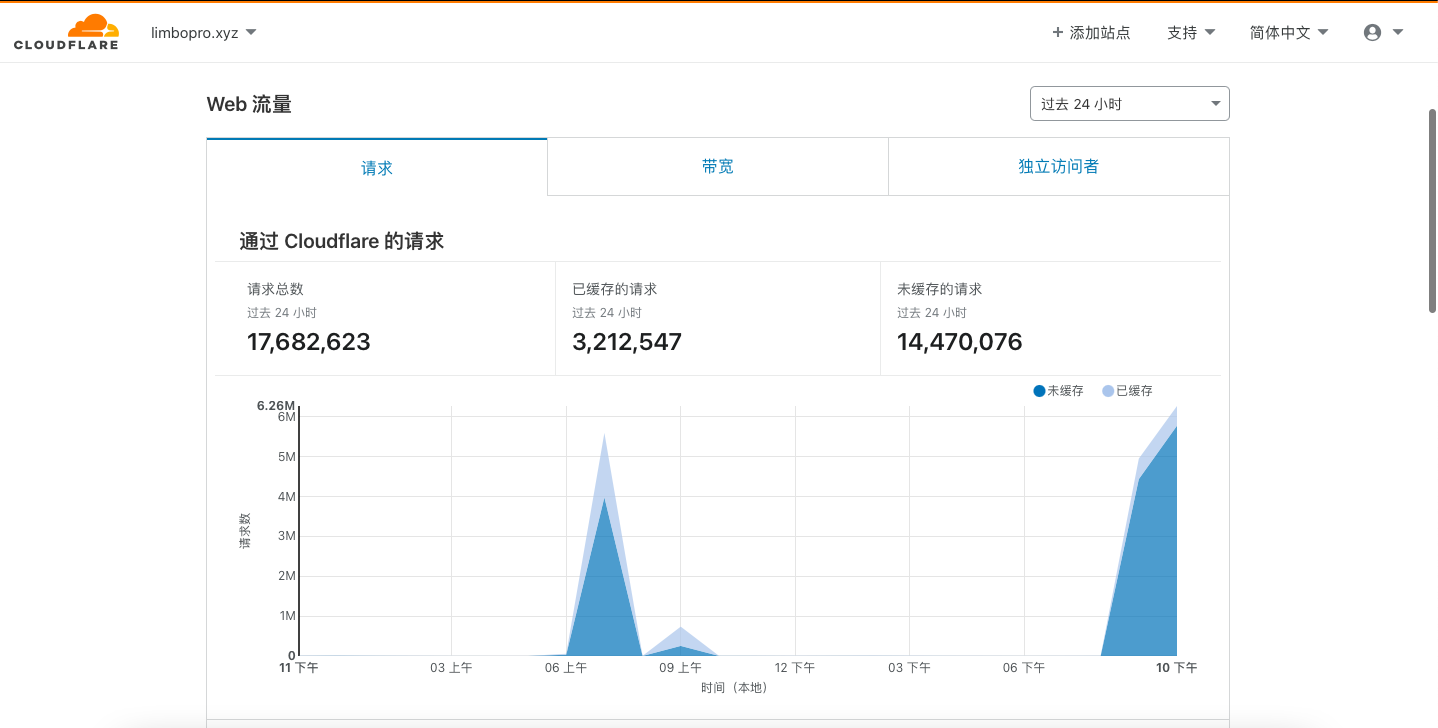 CLOUDFLARE limbopro.xyz + 添加站点 支持 简体中文
Web 流量 过去 24 小时
请求 带宽 独立访问者
通过 Cloudflare 的请求
请求总数 已缓存的请求 未缓存的请求
过去 24 小时 过去 24 小时 过去 24 小时
17,682,623 3,212,547 14,470,076
未缓存 已缓存
6.26M
6M
5M
4M
请求数
3M
2M
1M
0
11 下午 03 上午 06 上午 09 上午 12 下午 03 下午 06 下午 10 下午
时间（本地）